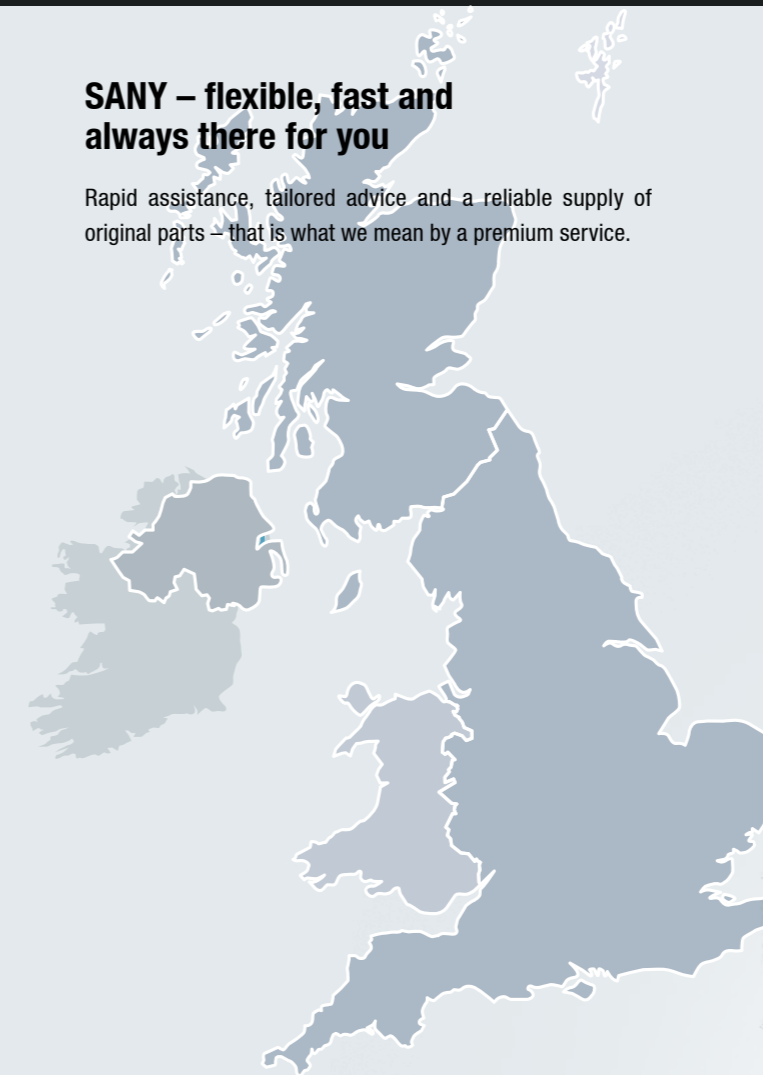 SANY – flexible, fast and
always there for you
Rapid assistance, tailored advice and a reliable supply of
original parts – that is what we mean by a premium service.